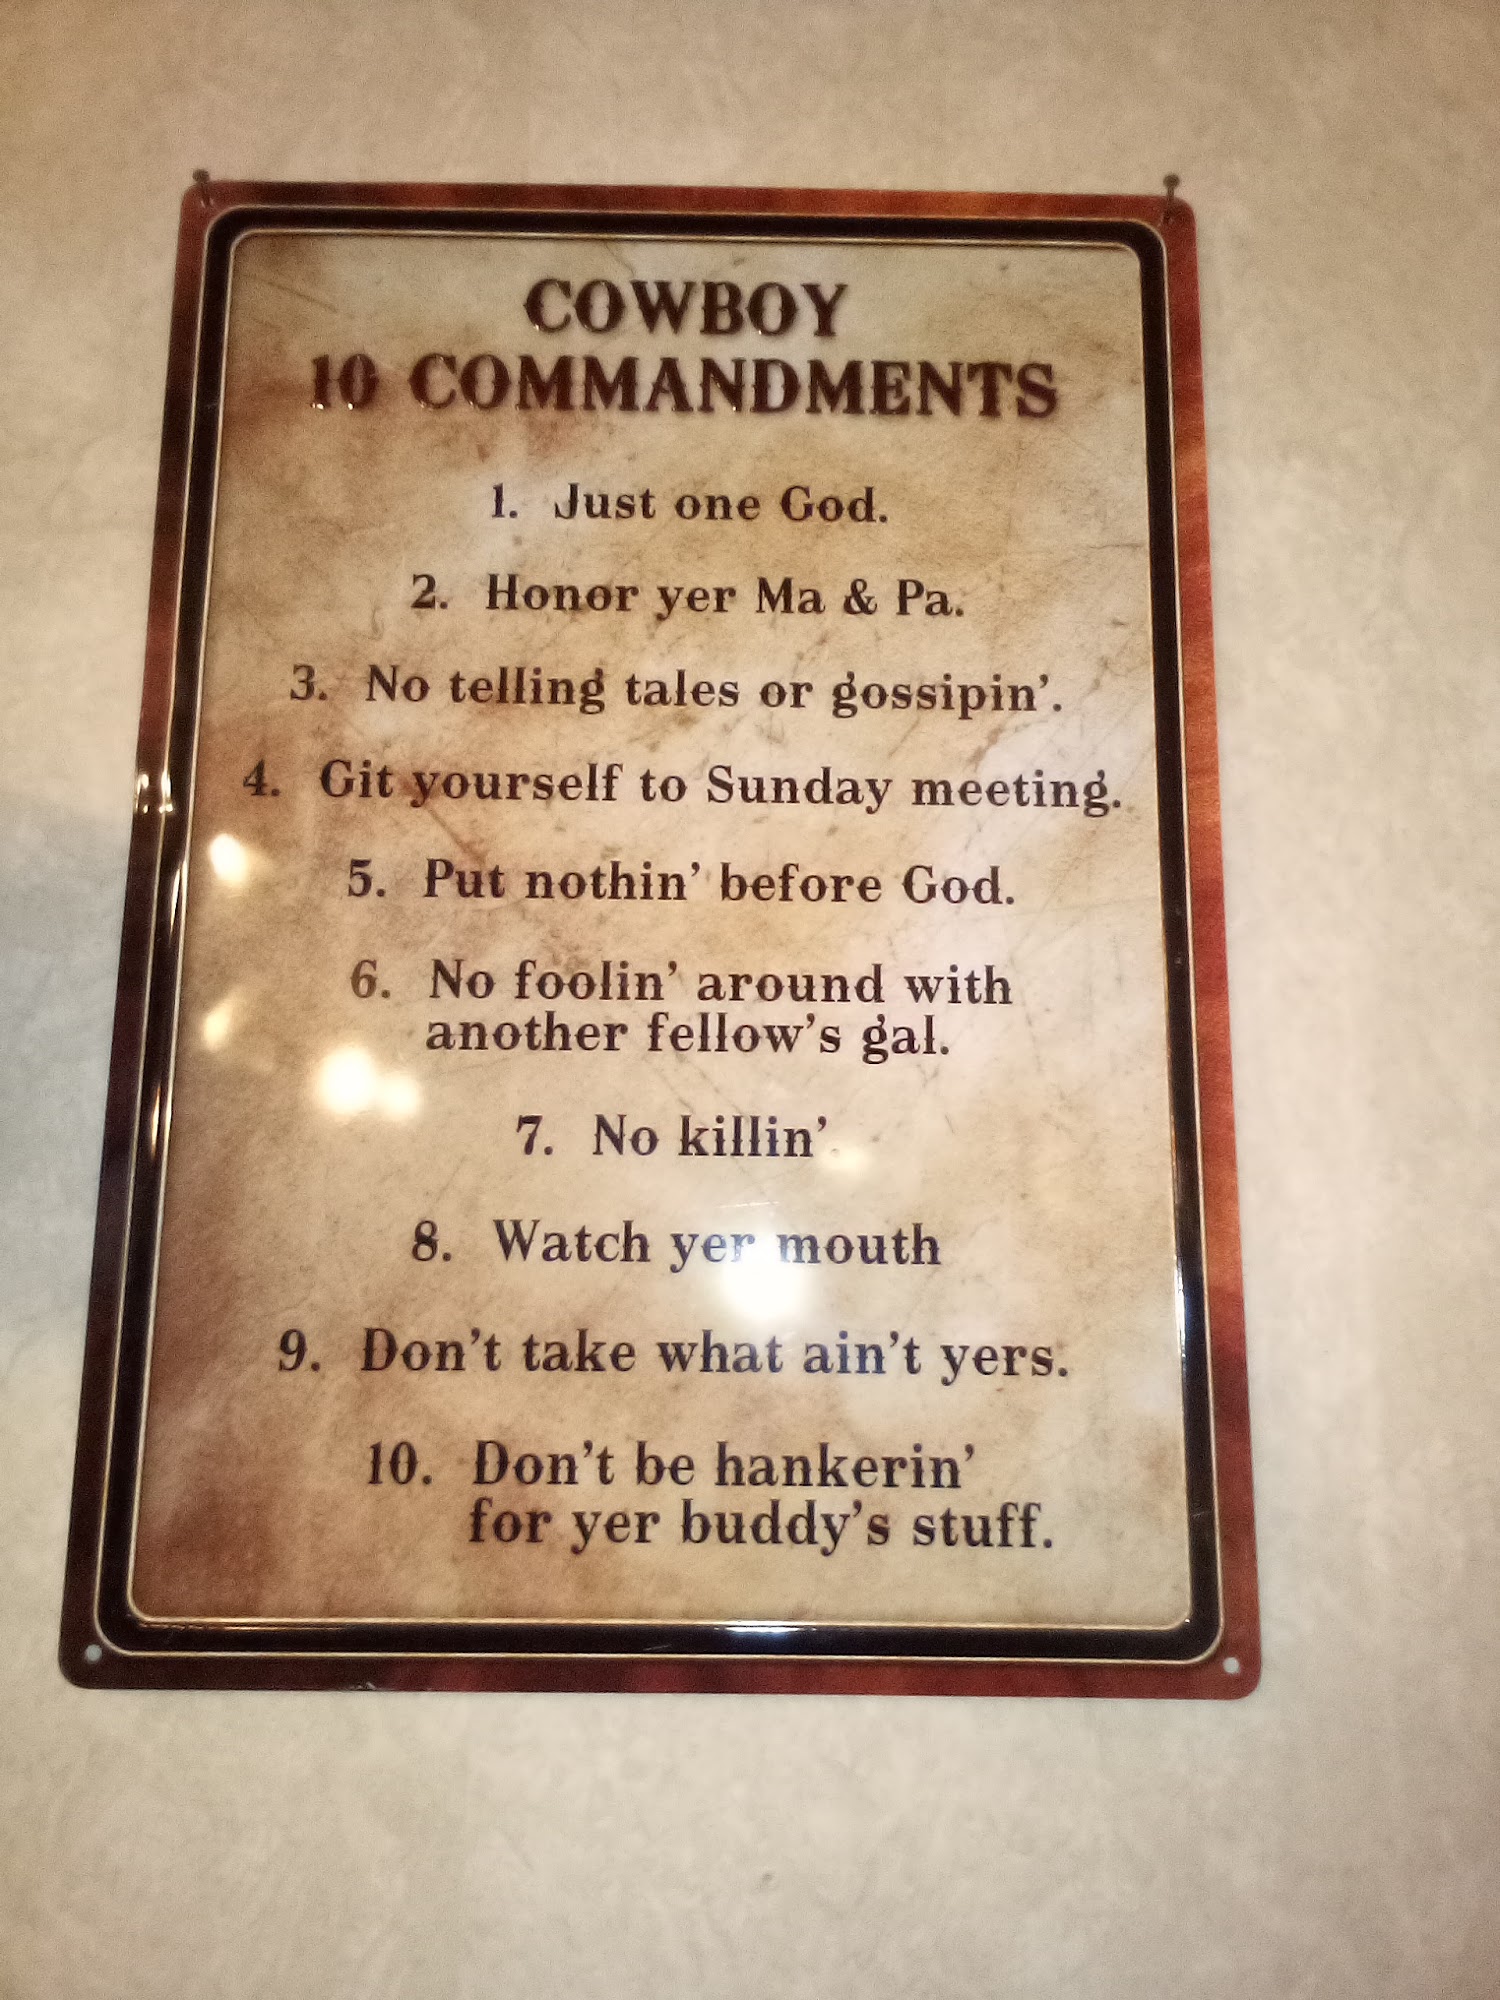 COWBOY
10 COMMANDMENTS
1. Just one God.
2. Honor yer Ma & Pa.
3. No telling tales or gossipin'.
4. Git yourself to Sunday meeting.
5. Put nothin' before God.
6. No foolin' around with
another fellow's gal.
7. No killin'
8. Watch yer mouth
9. Don't take what ain't yers.
10. Don't be hankerin'
for yer buddy's stuff.